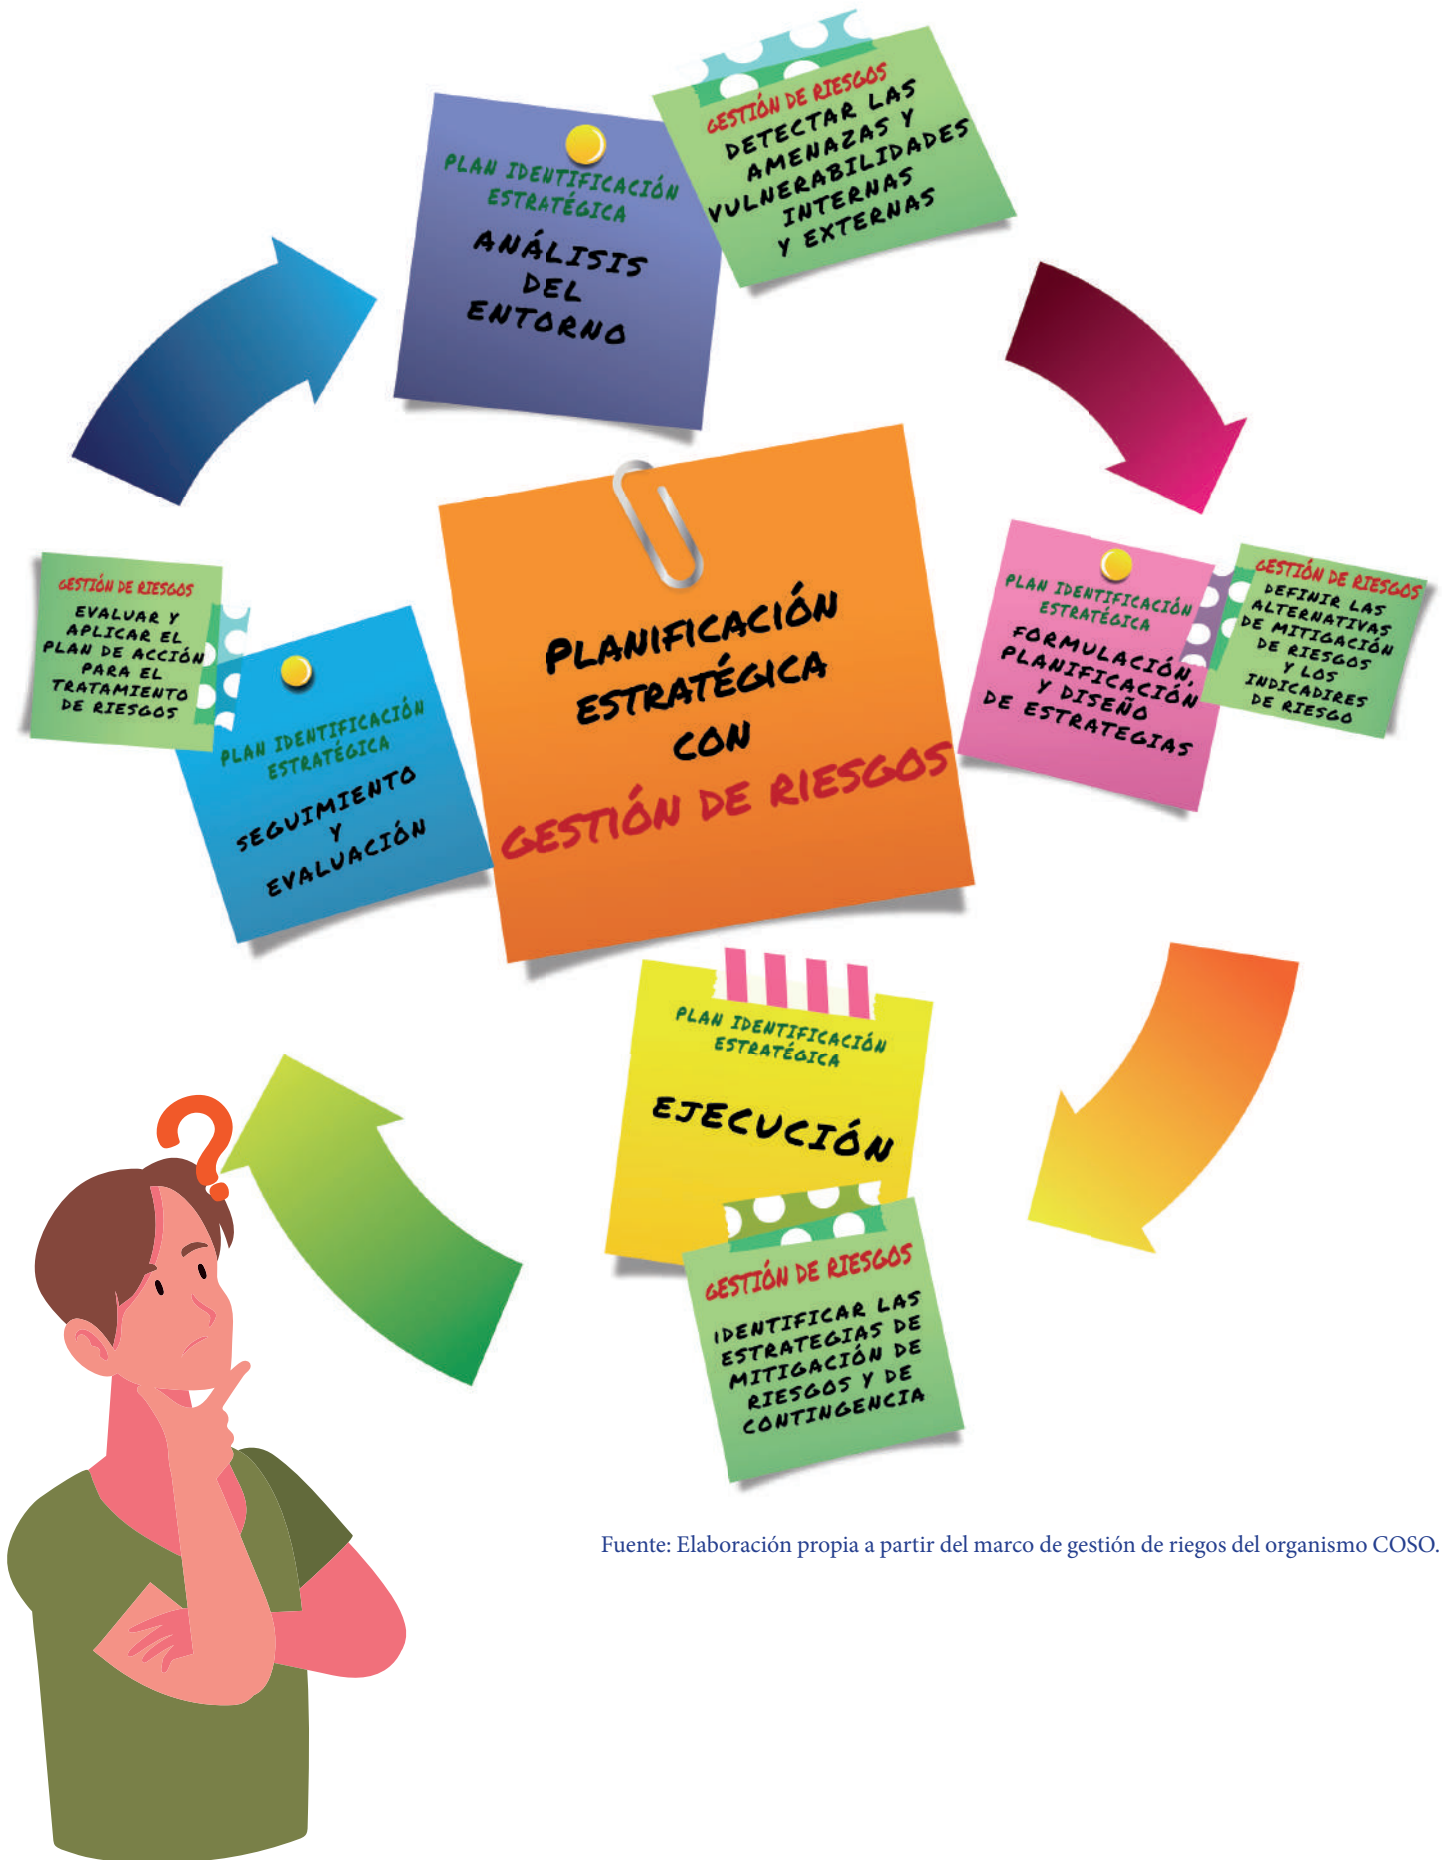 PLAN IDENTIFICACIÓN
ESTRATÉGICA
ANÁLISIS
DEL
ENTORNO
GESTIÓN DE RIESGOS
DETECTAR LAS
AMENAZAS Y
VULNERABILIDADES
INTERNAS
Y EXTERNAS
PLANIFICACIÓN
ESTRATÉGICA
CON
GESTIÓN DE RIESGOS
PLAN IDENTIFICACIÓN
ESTRATÉGICA
FORMULACIÓN,
PLANIFICACIÓN
Y DISEÑO
DE ESTRATEGIAS
GESTIÓN DE RIESGOS
DEFINIR LAS
ALTERNATIVAS
DE MITIGACIÓN
DE RIESGOS
Y LOS
INDICADIRES
DE RIESGO
PLAN IDENTIFICACIÓN
ESTRATÉGICA
EJECUCIÓN
GESTIÓN DE RIESGOS
IDENTIFICAR LAS
ESTRATEGIAS DE
MITIGACIÓN DE
RIESGOS Y DE
CONTINGENCIA
GESTIÓN DE RIESGOS
EVALUAR Y
APLICAR EL
PLAN DE ACCIÓN
PARA EL
TRATAMIENTO
DE RIESGOS
PLAN IDENTIFICACIÓN
ESTRATÉGICA
SEGUIMIENTO
Y
EVALUACIÓN
?
Fuente: Elaboración propia a partir del marco de gestión de riegos del organismo COSO.